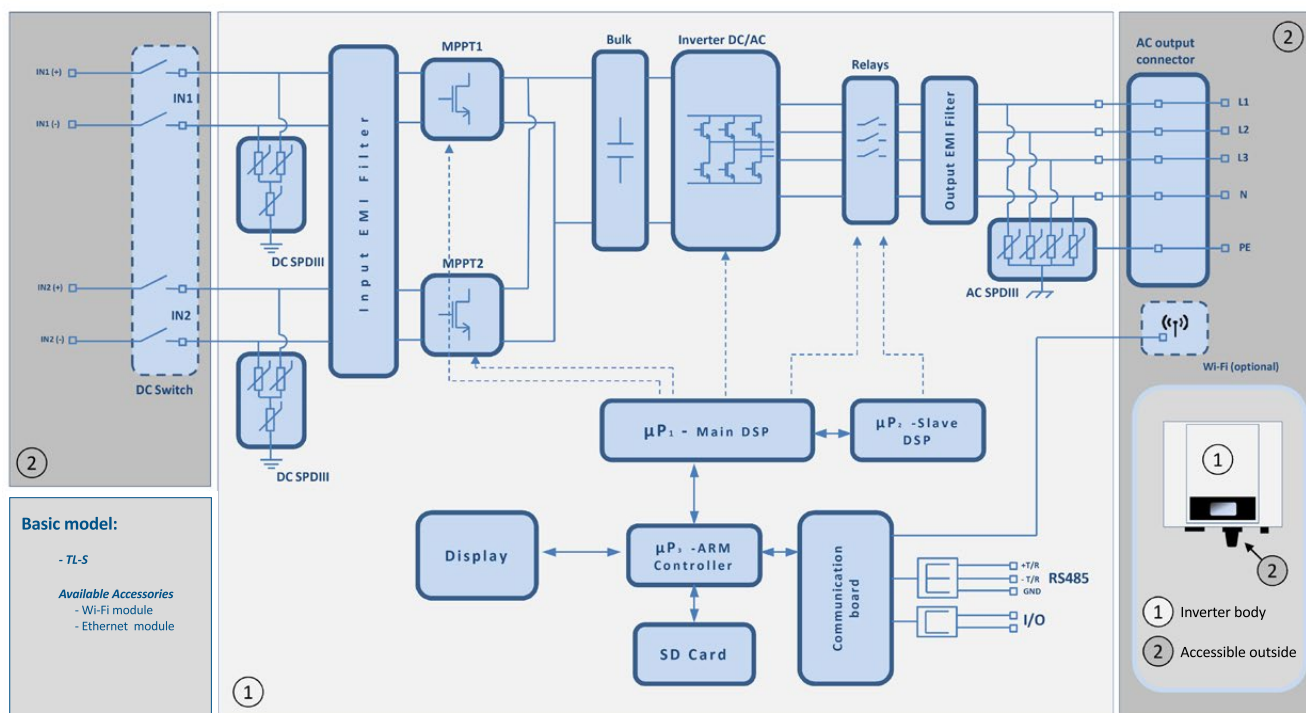 2
IN1 (+)
IN1
IN1 (-)
IN2 (+)
IN2
IN2 (-)
DC Switch
2
Basic model:
- TL-S
Available Accessories
- Wi-Fi module
- Ethernet module
DC SPDIII
DC SPDIII
Input EMI Filter
MPPT1
MPPT2
Bulk
Inverter DC/AC
Relays
Output EMI Filter
AC SPDIII
µP1 - Main DSP
µP2 -Slave
DSP
Display
µP3 -ARM
Controller
SD Card
Communication
board
+T/R
- T/R
GND
RS485
I/O
1
AC output
connector
L1
L2
L3
N
PE
Wi-Fi (optional)
1
2
1 Inverter body
2 Accessible outside